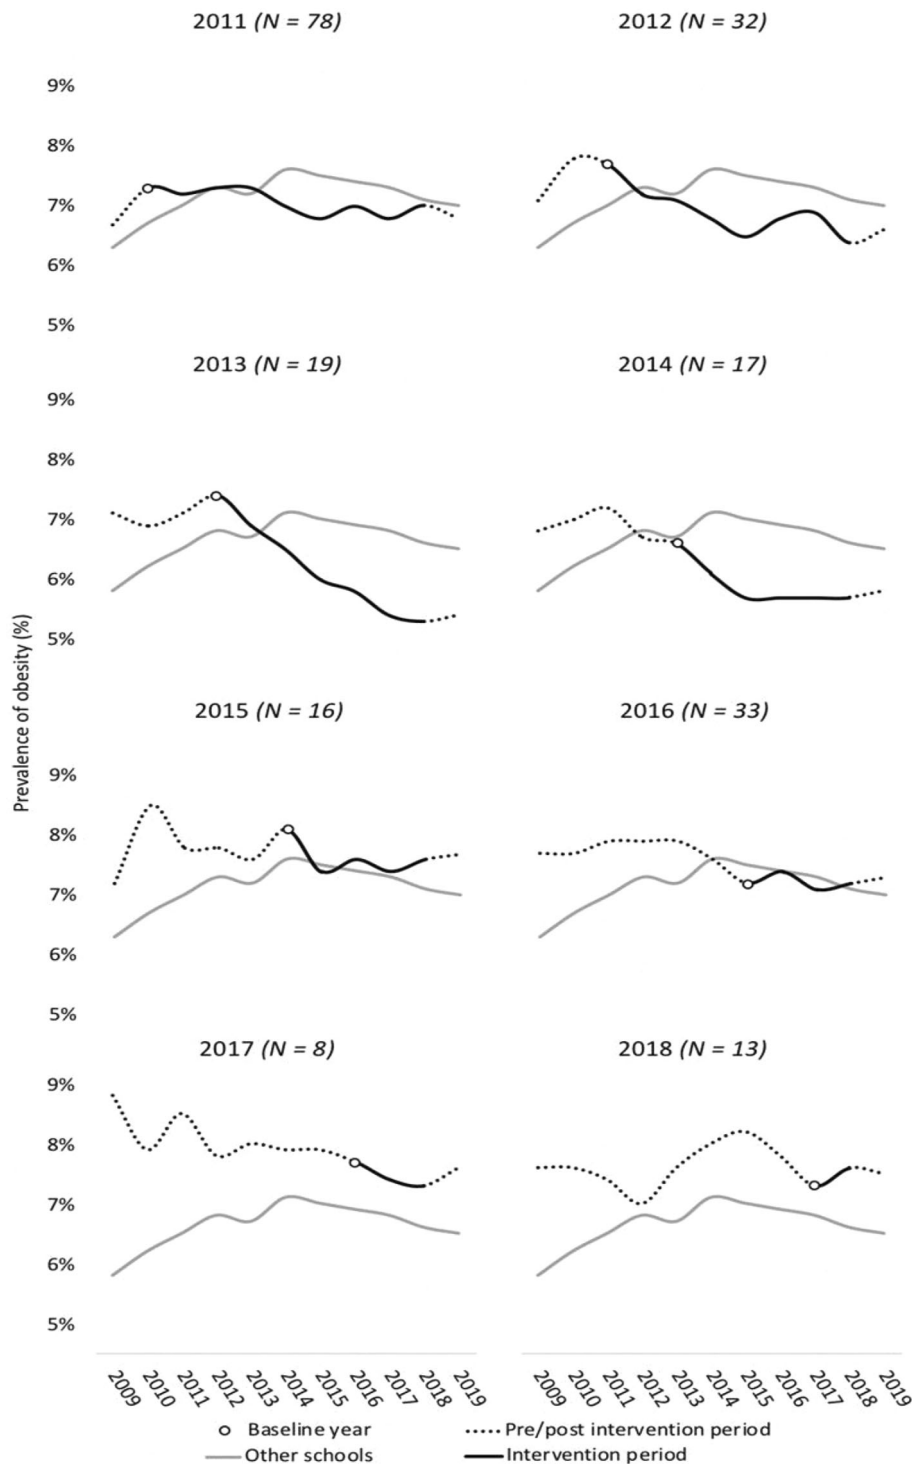 2011 (N = 78)
2012 (N = 32)
9%
8%
7%
6%
5%
2013 (N = 19)
2014 (N = 17)
9%
8%
7%
6%
5%
Prevalence of obesity (%)
2015 (N = 16)
2016 (N = 33)
9%
8%
7%
6%
5%
2017 (N = 8)
2018 (N = 13)
9%
8%
7%
6%
5%
2009 2010 2011 2012 2013 2014 2015 2016 2017 2018 2019
2009 2010 2011 2012 2013 2014 2015 2016 2017 2018 2019
Baseline year
Pre/post intervention period
Other schools
Intervention period